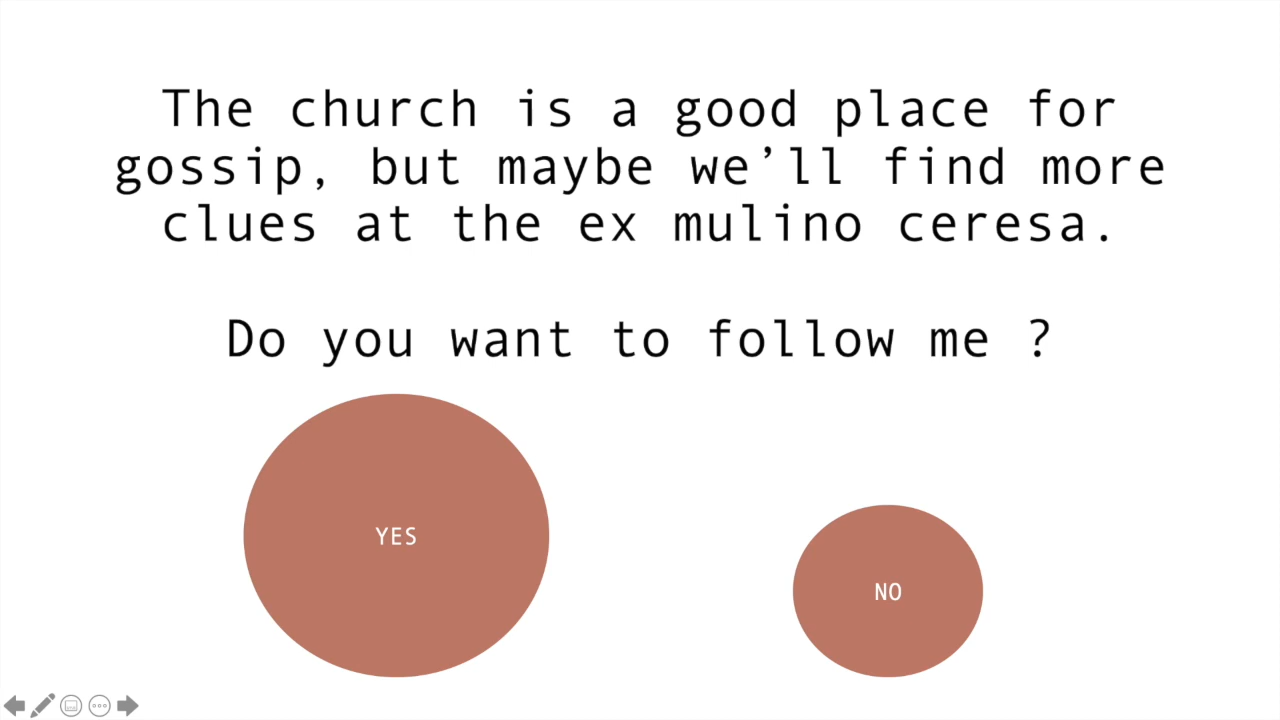 The church is a good place for
gossip, but maybe we’ll find more
clues at the ex mulino ceresa.
Do you want to follow me ?
YES
NO